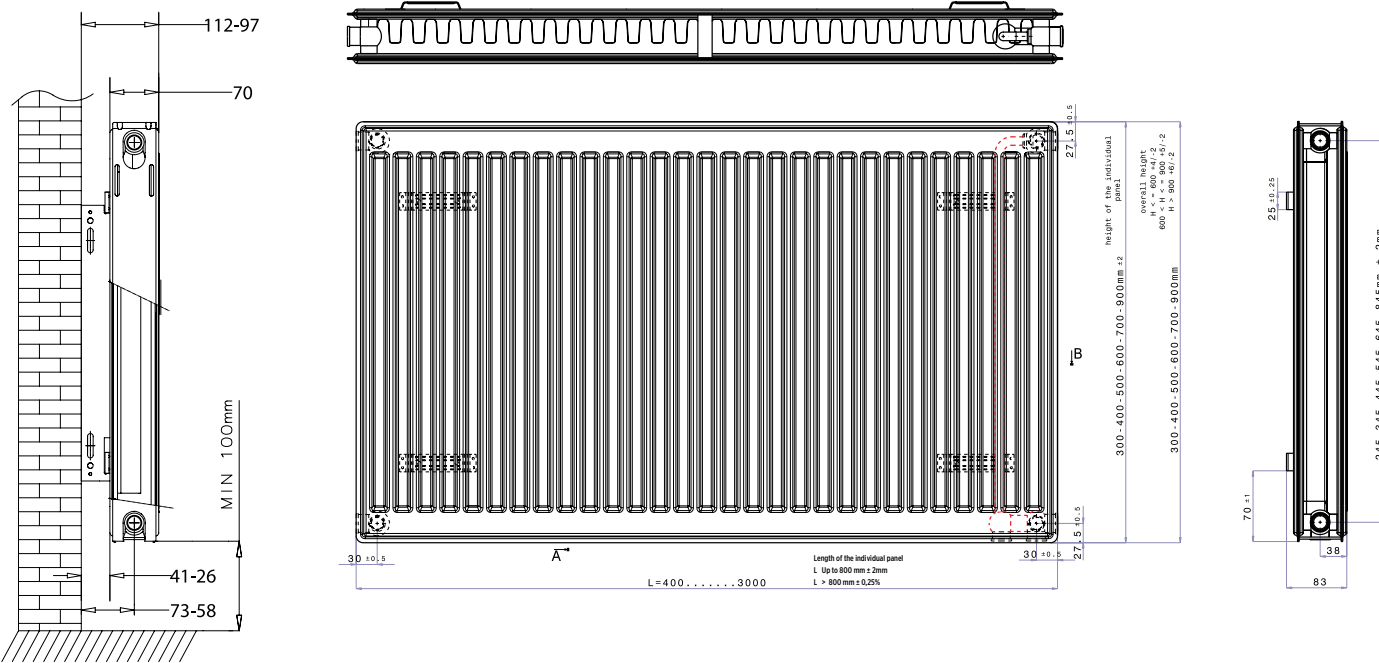 112-97
70
MIN 100mm
41-26
73-58
27.5 ±0.5
height of the individual
panel
300-400-500-600-700-900mm ±2
overall height
H < = 600 +4/-2
600 < H < = 900 +5/-2
H > 900 +6/-2
300-400-500-600-700-900mm
B
A
30 ±0.5
30 ±0.5
27.5 ±0.5
L=400.......3000
Length of the individual panel
L Up to 800 mm ± 2mm
L > 800 mm ± 0,25%
25 ±0.25
70 ±1
38
83